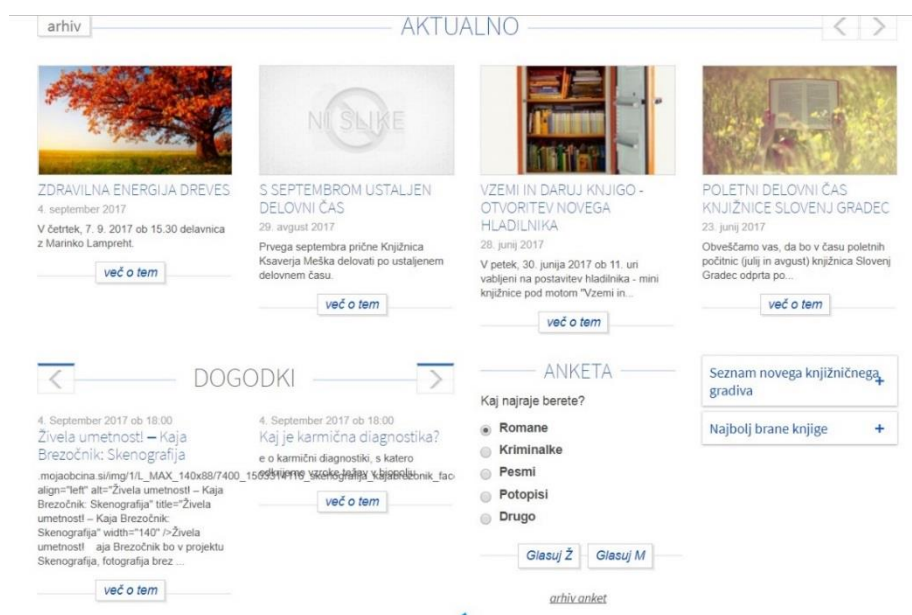 arhiv
AKTUALNO
NI SLIKE
ZDRAVILNA ENERGIJA DREVES
4. september 2017
V četrtek, 7. 9. 2017 ob 15.30 delavnica
z Marinko Lampreht.
več o tem
S SEPTEMBROM USTALJEN
DELOVNI ČAS
29. avgust 2017
Prvega septembra prične Knjižnica
Ksaverja Meška delovati po ustaljenem
delovnem času.
več o tem
VZEMI IN DARUJ KNJIGO -
OTVORITEV NOVEGA
HLADILNIKA
28. junij 2017
V petek, 30. junija 2017 ob 11. uri
vabljeni na postavitev hladilnika - mini
knjižnice pod motom "Vzemi in...
več o tem
POLETNI DELOVNI ČAS
KNJIŽNICE SLOVENJ GRADEC
23. junij 2017
Obveščamo vas, da bo v času poletnih
počitnic (julij in avgust) knjižnica Slovenj
Gradec odprta po...
več o tem
DOGODKI
4. September 2017 ob 18:00
Živela umetnost! – Kaja
Brezočnik: Skenografija
.mojaobcina.si/img/1/L_MAX_140x88/7400_
align="left" alt="Živela umetnost! – Kaja
Brezočnik: Skenografija" title="Živela
umetnost! – Kaja Brezočnik:
Skenografija" width="140" />Živela
umetnost! aja Brezočnik bo v projektu
Skenografija, fotografija brez ...
več o tem
4. September 2017 ob 18:00
Kaj je karmična diagnostika?
e o karmični diagnostiki, s katero
več o tem
ANKETA
Kaj najraje berete?
Romane
Kriminalke
Pesmi
Potopisi
Drugo
Glasuj Ž
Glasuj M
arhiv anket
Seznam novega knjižničnega
gradiva +
Najbolj brane knjige +